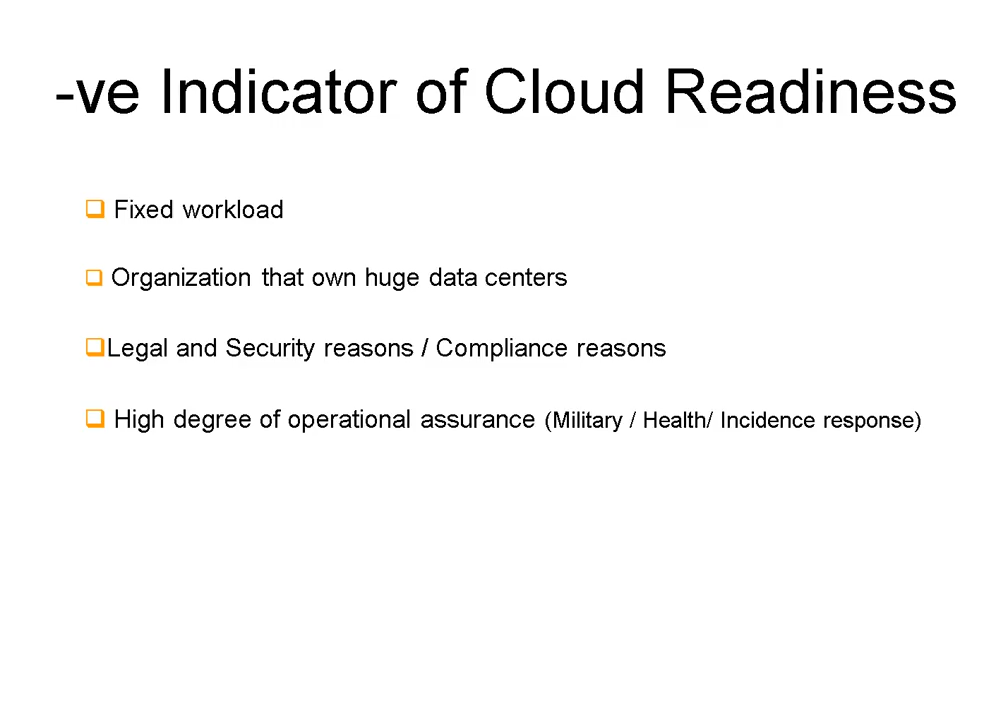 -ve Indicator of Cloud Readiness
Fixed workload
Organization that own huge data centers
Legal and Security reasons / Compliance reasons
High degree of operational assurance (Military / Health/ Incidence response)